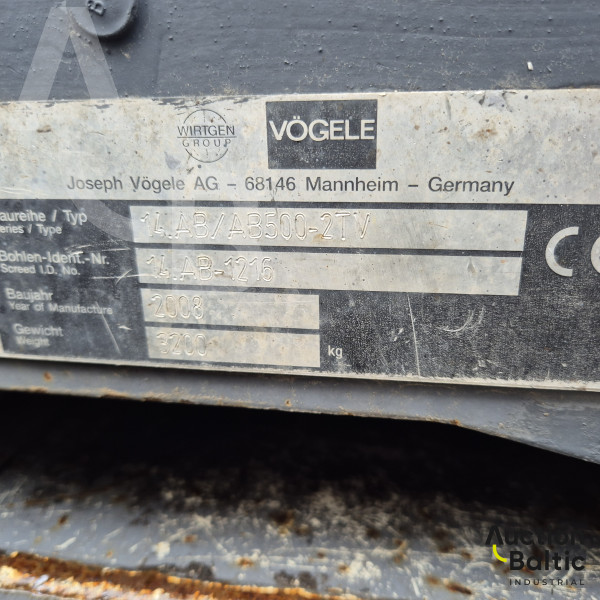 B
WIRTGEN
GROUP
VÖGELE
Joseph Vögele AG – 68146 Mannheim – Germany
aureihe / Typ
eries / Type
14.AB/AB500-2TV
Bohlen-Ident.-Nr.
Screed I.D. No.
14.AB-1216
Baujahr
Year of Manufacture
2008
Gewicht
Weight
3200
kg
CE
Auction
Baltic
INDUSTRIAL